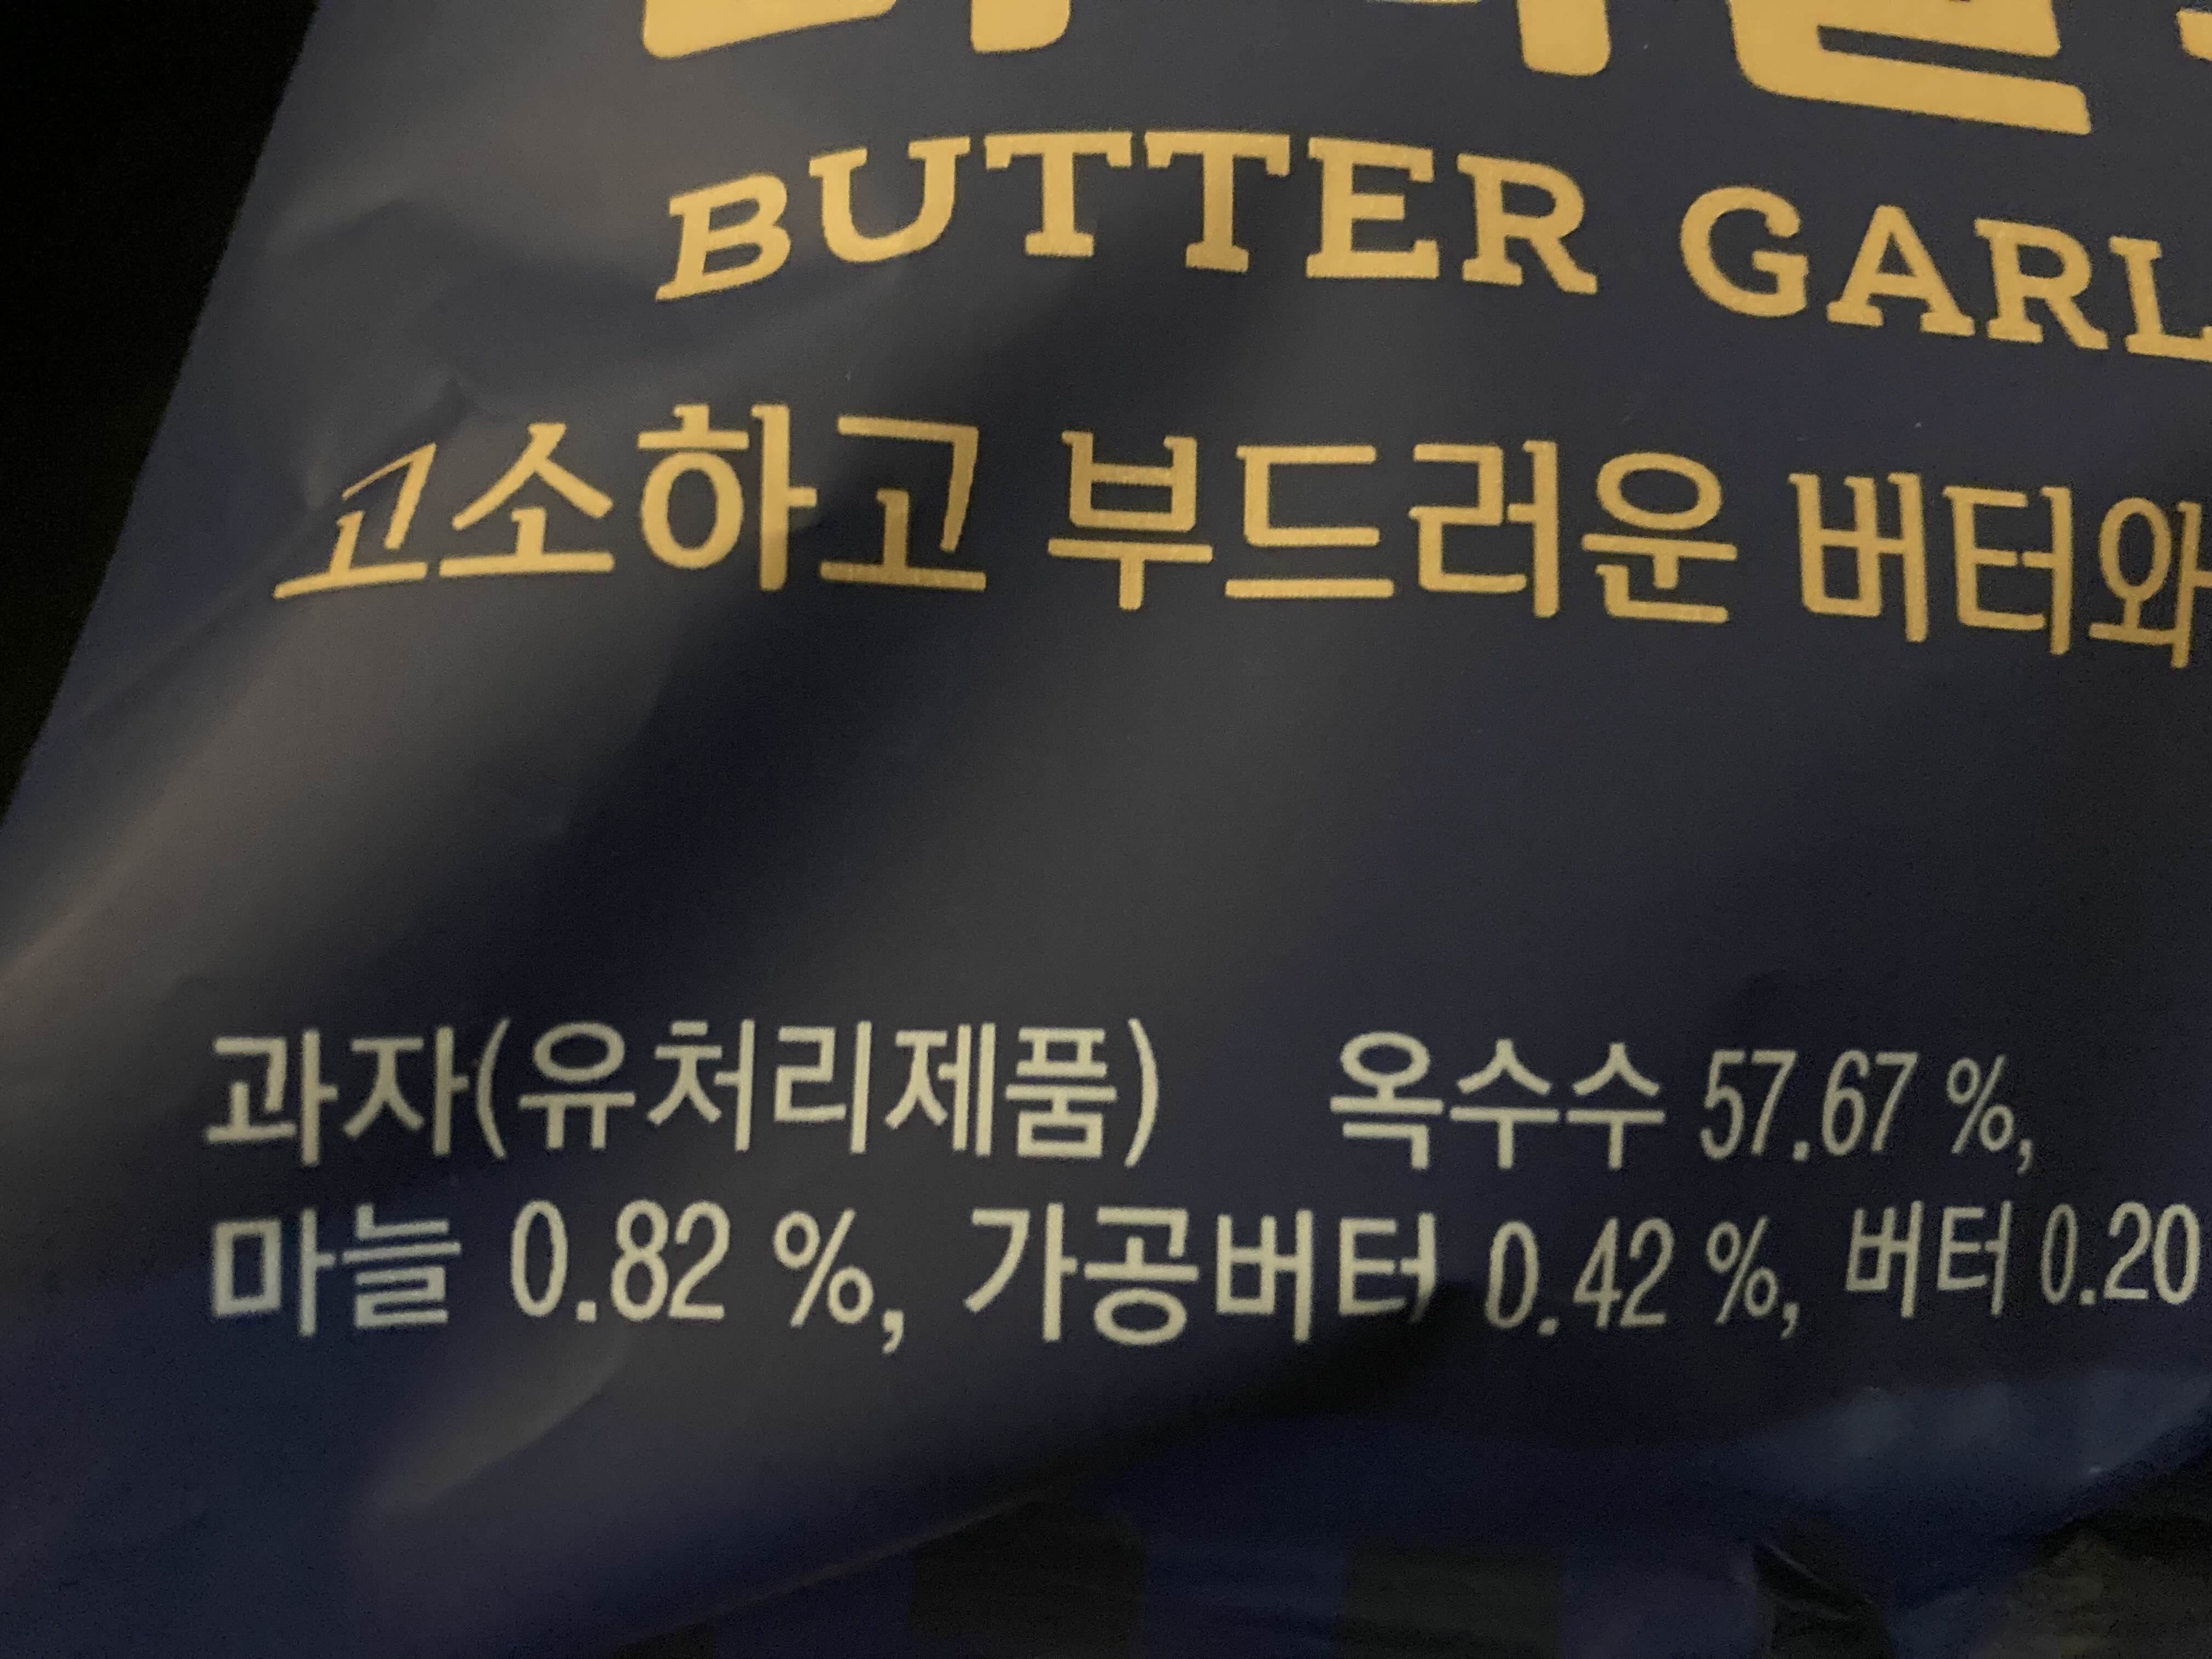 BUTTER GARL
고소하고 부드러운 버터와
과자(유처리제품) 옥수수 57.67 %,
마늘 0.82 %, 가공버터 0.42 %, 버터 0.20